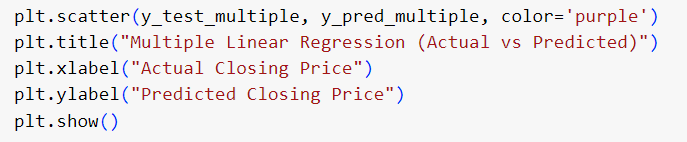 plt.scatter(y_test_multiple, y_pred_multiple, color='purple')
plt.title("Multiple Linear Regression (Actual vs Predicted)")
plt.xlabel("Actual Closing Price")
plt.ylabel("Predicted Closing Price")
plt.show()